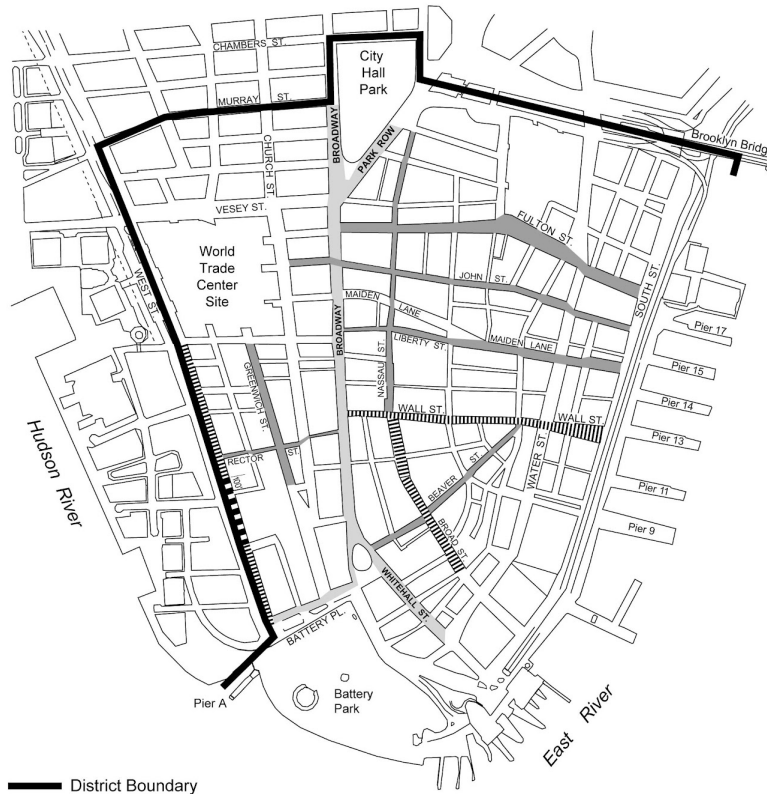 CHAMBERS ST.
City
Hall
Park
MURRAY ST.
BROADWAY
PARK ROW
Brooklyn Bridge
CHURCH ST.
VESEY ST.
FULTON ST.
World
Trade
Center
Site
WEST ST.
JOHN ST.
SOUTH ST.
MAIDEN LANE
BROADWAY
LIBERTY ST.
MAIDEN LANE
Pier 17
NASSAU ST.
GREENWICH ST.
Pier 15
Pier 14
WALL ST.
WALL ST.
Pier 13
Hudson River
RECTOR ST.
100'
BEAVER ST.
WATER ST.
Pier 11
BROAD ST.
Pier 9
WHITEHALL ST.
BATTERY PL.
Pier A
Battery
Park
East River
District Boundary